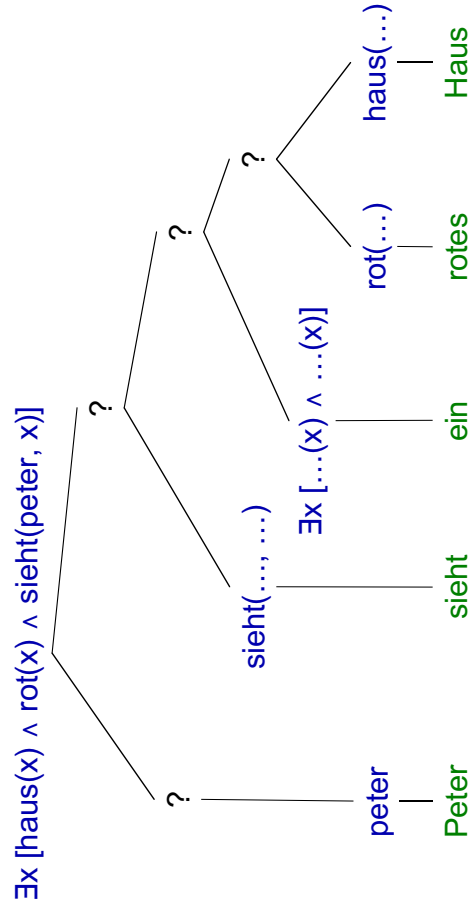 ∃x [haus(x) ∧ rot(x) ∧ sieht(peter, x)]
?
?
?
?
sieht(…, …)
∃x [...(x) ∧ ...(x)]
peter
rot(…)
haus(…)
Peter
sieht
ein
rotes
Haus